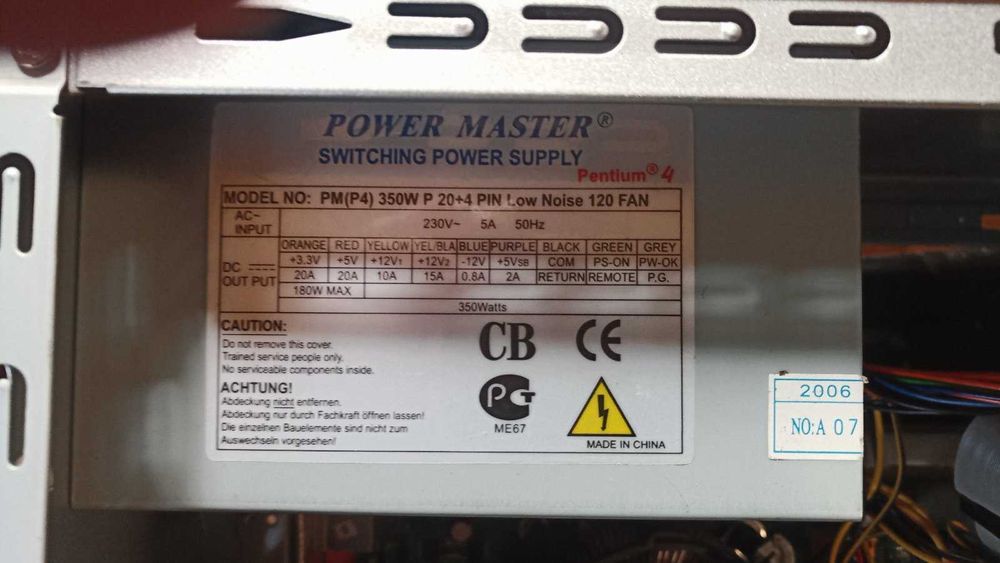 POWER MASTER®
SWITCHING POWER SUPPLY
Pentium® 4
MODEL NO: PM(P4) 350W P 20+4 PIN Low Noise 120 FAN
AC~ INPUT 230V~ 5A 50Hz
DC OUT PUT
ORANGE RED YELLOW YEL/BLA BLUE PURPLE BLACK GREEN GREY
+3.3V +5V +12V1 +12V2 -12V +5VSB COM PS-ON PW-OK
20A 20A 10A 15A 0.8A 2A RETURN REMOTE P.G.
180W MAX
350Watts
CAUTION:
Do not remove this cover.
Trained service people only.
No serviceable components inside.
ACHTUNG!
Abdeckung nicht entfernen.
Abdeckung nur durch Fachkraft öffnen lassen!
Die einzelnen Bauelemente sind nicht zum
Auswechseln vorgesehen!
CB CE
PCT
ME67
MADE IN CHINA
2006
NO:A 07